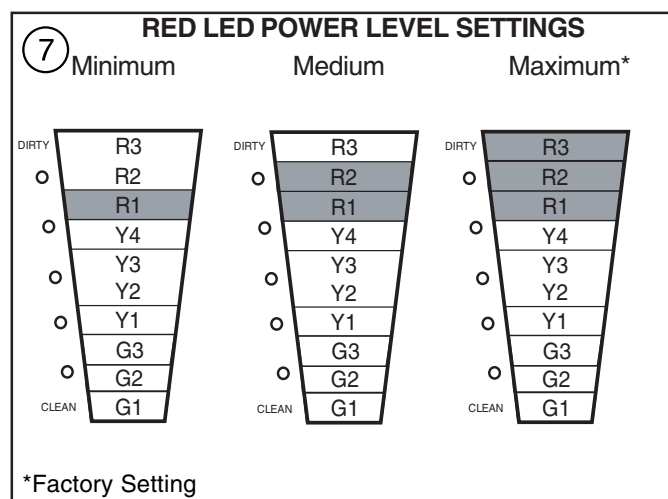 RED LED POWER LEVEL SETTINGS
7
Minimum Medium Maximum*
DIRTY R3 DIRTY R3 DIRTY R3
R2 R2 R2
R1 R1 R1
Y4 Y4 Y4
Y3 Y3 Y3
Y2 Y2 Y2
Y1 Y1 Y1
G3 G3 G3
G2 G2 G2
CLEAN G1 CLEAN G1 CLEAN G1
*Factory Setting